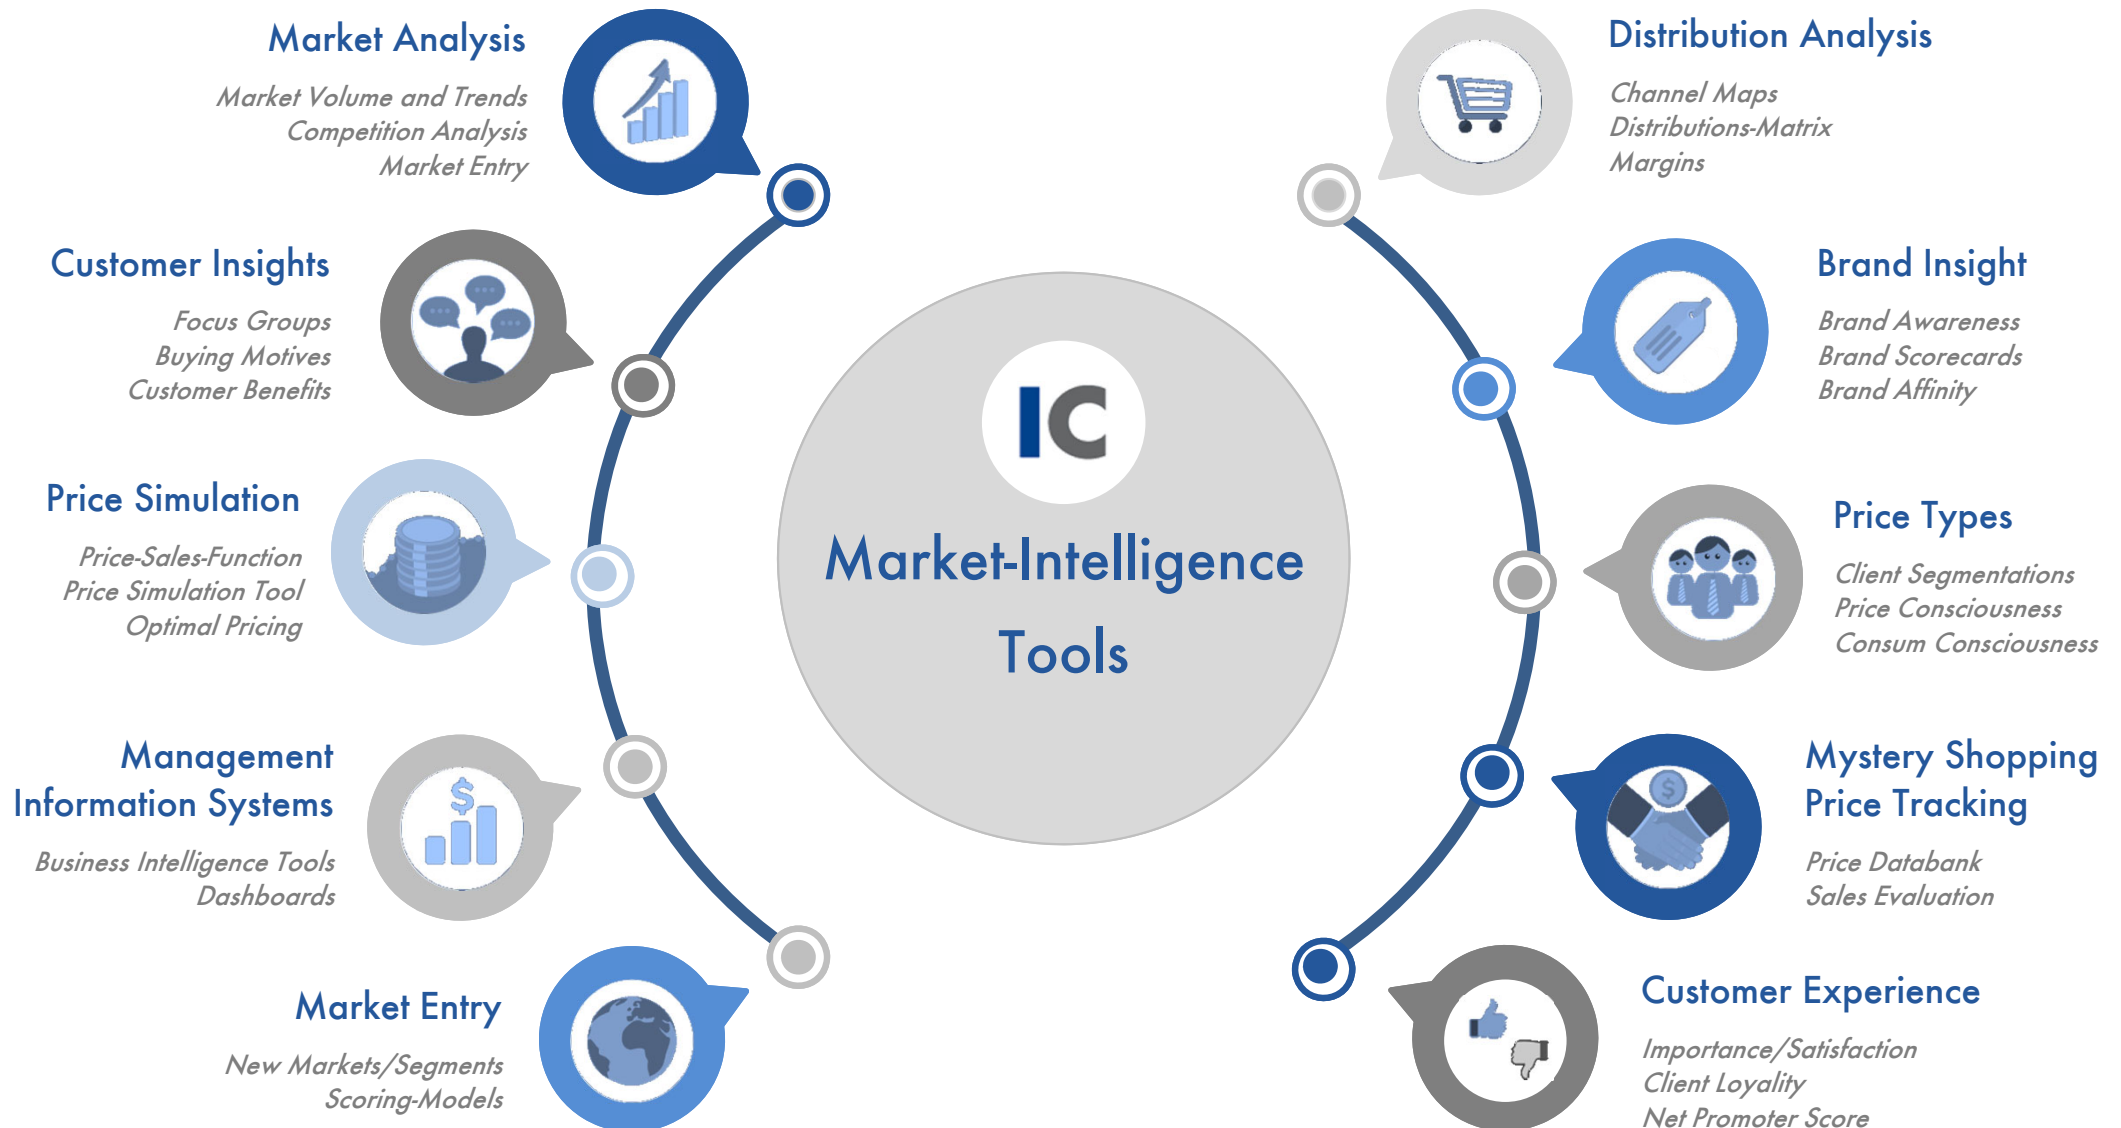 Market Analysis
Market Volume and Trends
Competition Analysis
Market Entry
Customer Insights
Focus Groups
Buying Motives
Customer Benefits
Price Simulation
Price-Sales-Function
Price Simulation Tool
Optimal Pricing
Management
Information Systems
Business Intelligence Tools
Dashboards
Market Entry
New Markets/Segments
Scoring-Models
IC
Market-Intelligence
Tools
Distribution Analysis
Channel Maps
Distributions-Matrix
Margins
Brand Insight
Brand Awareness
Brand Scorecards
Brand Affinity
Price Types
Client Segmentations
Price Consciousness
Consum Consciousness
Mystery Shopping
Price Tracking
Price Databank
Sales Evaluation
Customer Experience
Importance/Satisfaction
Client Loyality
Net Promoter Score
$
$